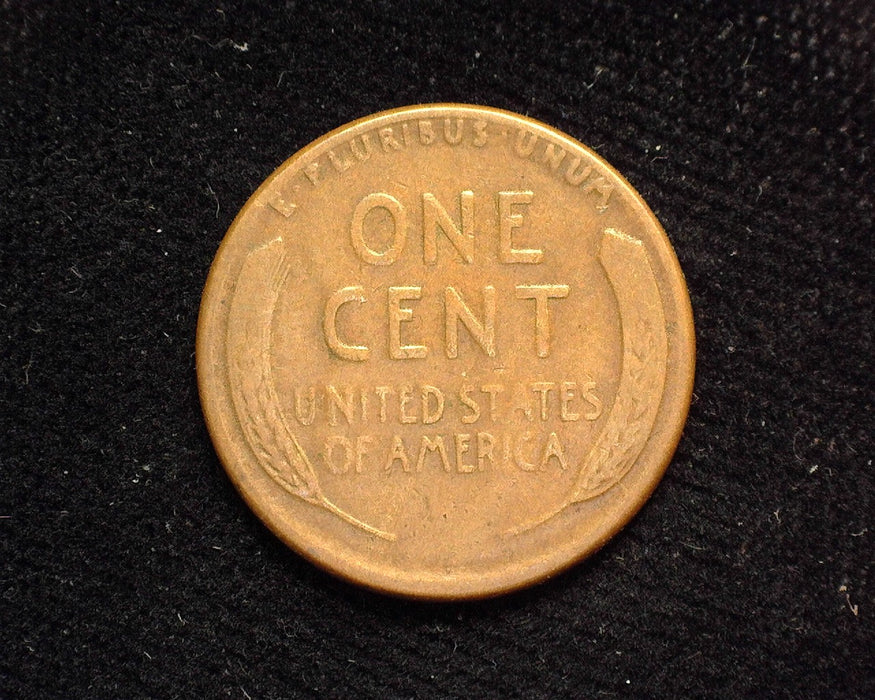 E·PLURIBUS·UNUM
ONE
CENT
UNITED·STATES
OF AMERICA